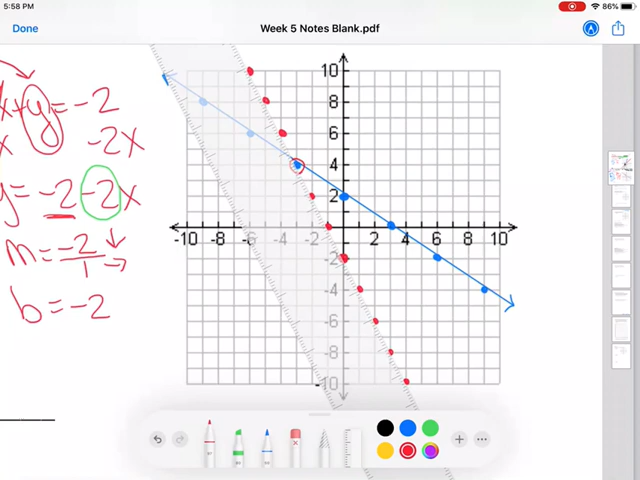 5:58 PM
86%
Done
Week 5 Notes Blank.pdf
x+y=-2
x -2x
y=-2-2x
m=-2/1
b=-2
10
8
6
4
2
-10 -8 -6 -4 -2 2 4 6 8 10
-2
-4
-6
-8
-10